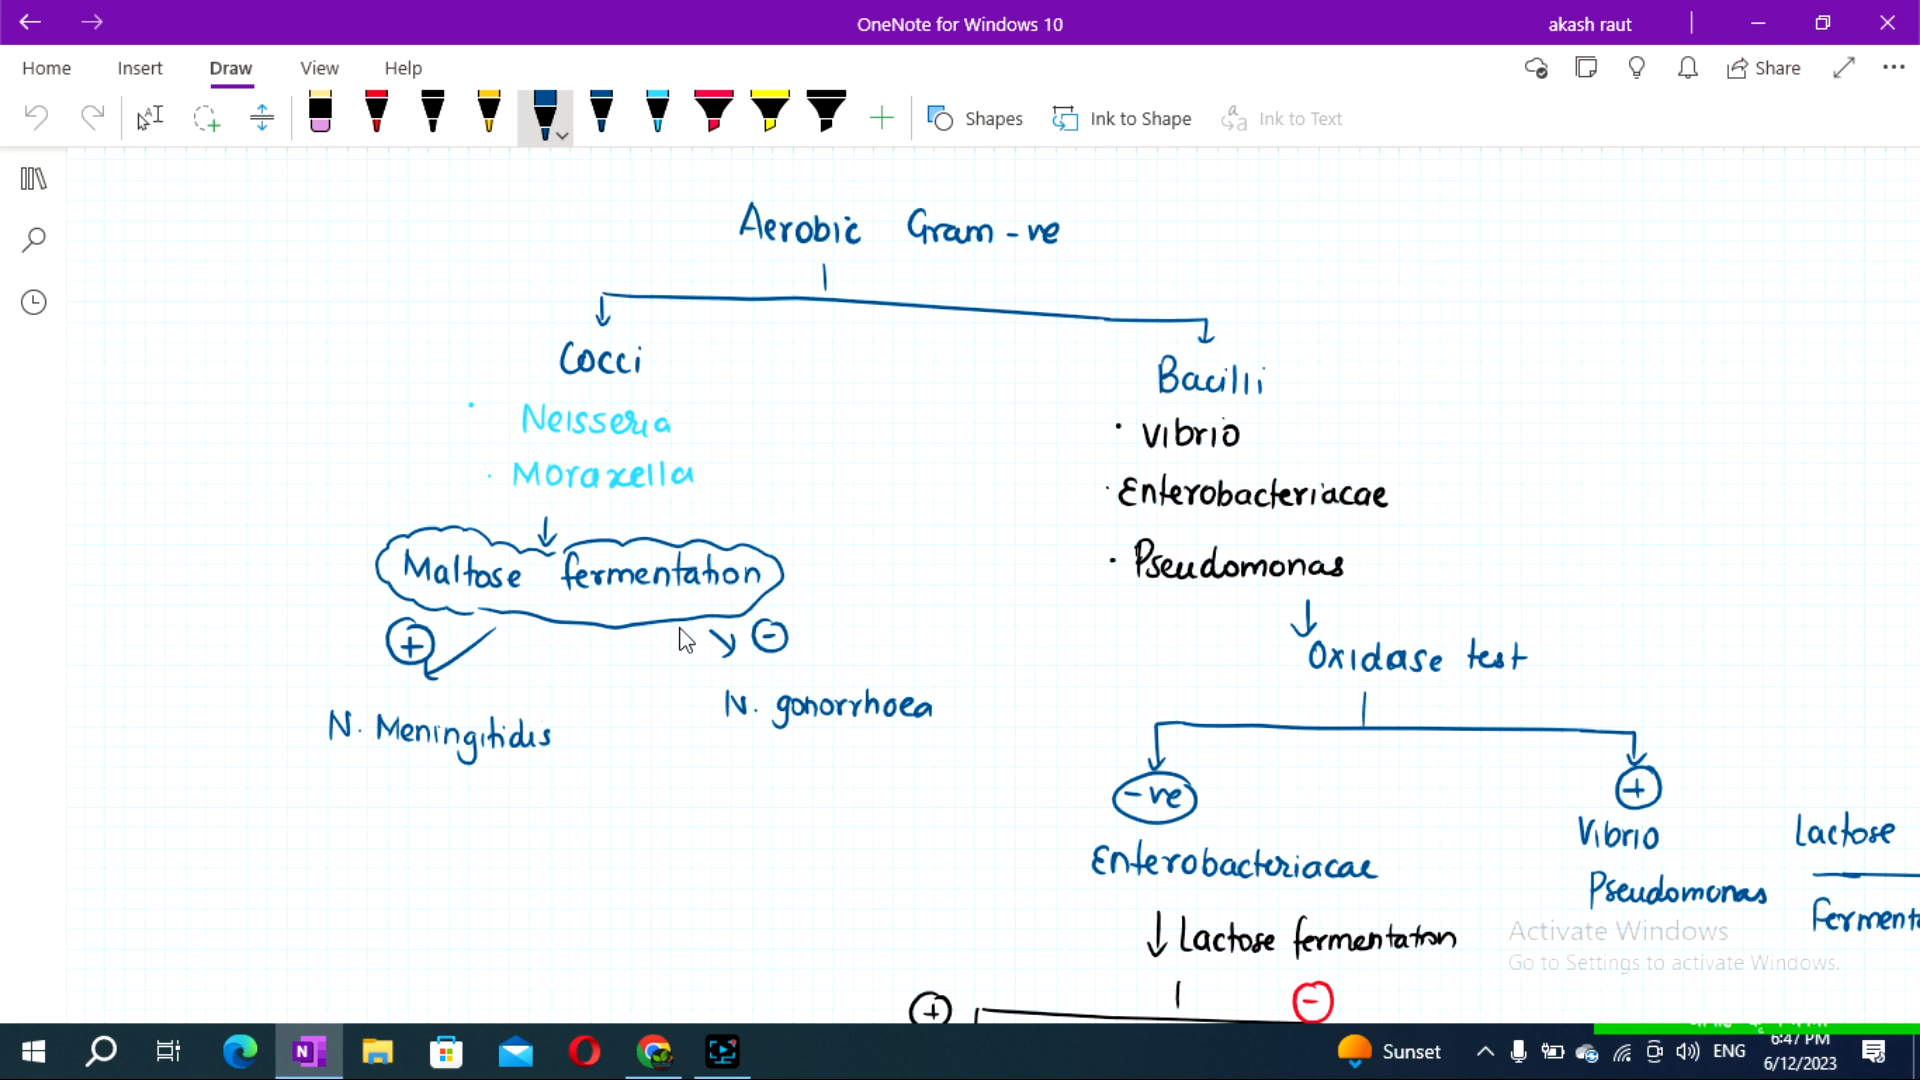 OneNote for Windows 10
akash raut
Home Insert Draw View Help
Share
Shapes Ink to Shape Ink to Text
Aerobic Gram -ve
Cocci
Bacilli
Neisseria
Vibrio
Moraxella
Enterobacteriacae
Maltose fermentation
Pseudomonas
+
-
Oxidase test
N. Meningitidis
N. gonorrhoea
-ve
+
Vibrio
Lactose
Enterobacteriacae
Pseudomonas
Activate Windows
Go to Settings to activate Windows.
Lactose fermentation
+
-
Sunset
ENG
6:47 PM
6/12/2023